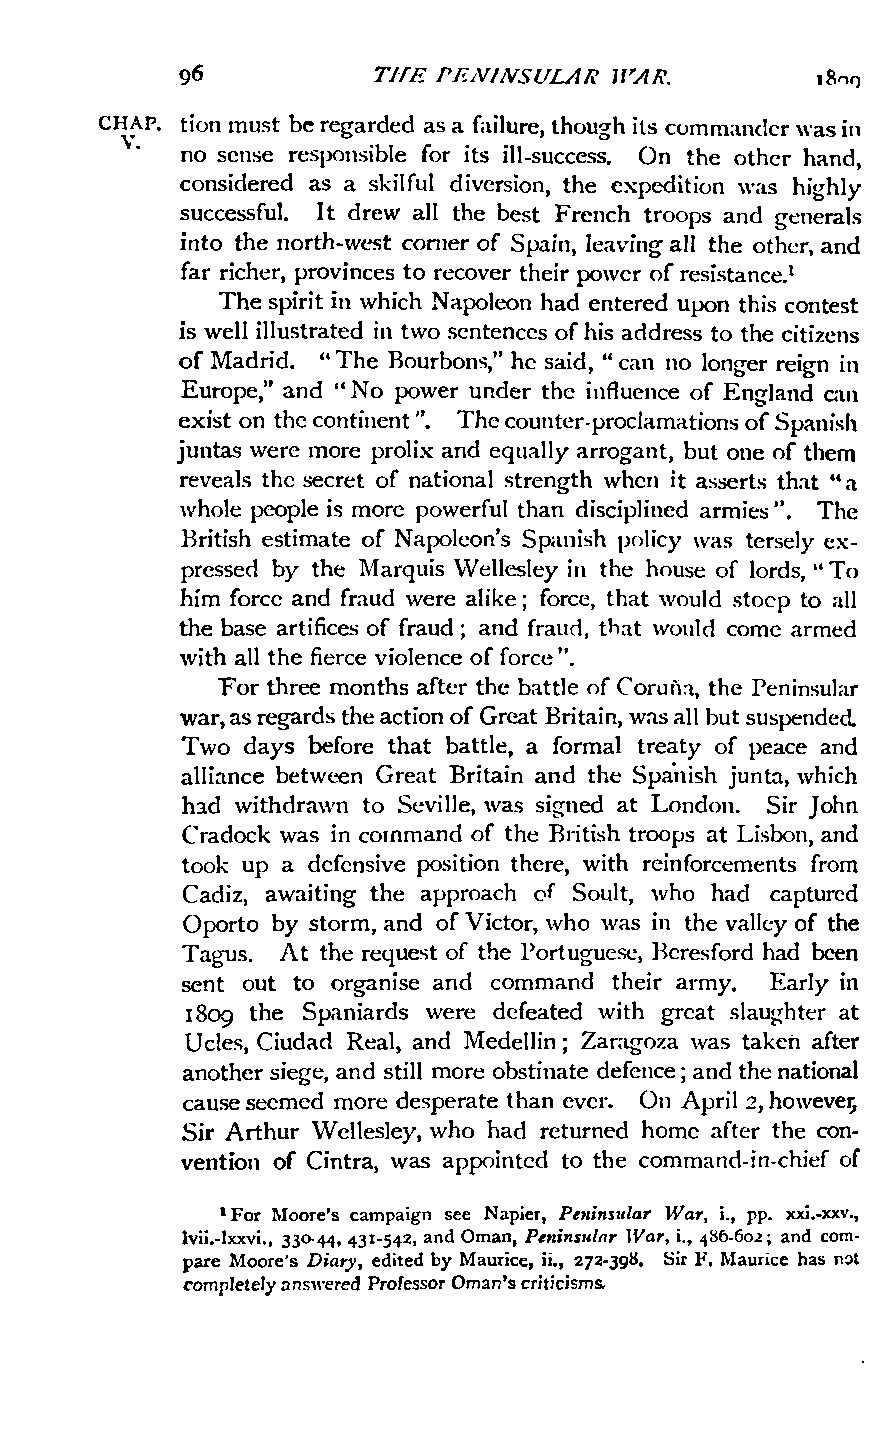 96 THE PENINSULAR WAR. 1809
CHAP. tion must be regarded as a failure, though its commander was in
V.
no sense responsible for its ill-success. On the other hand,
considered as a skilful diversion, the expedition was highly
successful. It drew all the best French troops and generals
into the north-west corner of Spain, leaving all the other, and
far richer, provinces to recover their power of resistance.¹
The spirit in which Napoleon had entered upon this contest
is well illustrated in two sentences of his address to the citizens
of Madrid. "The Bourbons," he said, "can no longer reign in
Europe," and "No power under the influence of England can
exist on the continent". The counter-proclamations of Spanish
juntas were more prolix and equally arrogant, but one of them
reveals the secret of national strength when it asserts that "a
whole people is more powerful than disciplined armies". The
British estimate of Napoleon's Spanish policy was tersely ex-
pressed by the Marquis Wellesley in the house of lords, "To
him force and fraud were alike; force, that would stoop to all
the base artifices of fraud; and fraud, that would come armed
with all the fierce violence of force".
For three months after the battle of Coruña, the Peninsular
war, as regards the action of Great Britain, was all but suspended.
Two days before that battle, a formal treaty of peace and
alliance between Great Britain and the Spanish junta, which
had withdrawn to Seville, was signed at London. Sir John
Cradock was in command of the British troops at Lisbon, and
took up a defensive position there, with reinforcements from
Cadiz, awaiting the approach of Soult, who had captured
Oporto by storm, and of Victor, who was in the valley of the
Tagus. At the request of the Portuguese, Beresford had been
sent out to organise and command their army. Early in
1809 the Spaniards were defeated with great slaughter at
Ucles, Ciudad Real, and Medellin; Zaragoza was taken after
another siege, and still more obstinate defence; and the national
cause seemed more desperate than ever. On April 2, however,
Sir Arthur Wellesley, who had returned home after the con-
vention of Cintra, was appointed to the command-in-chief of
¹ For Moore's campaign see Napier, Peninsular War, i., pp. xxi.-xxv.,
lvii.-lxxvi., 330-44, 431-542, and Oman, Peninsular War, i., 486-602; and com-
pare Moore's Diary, edited by Maurice, ii., 272-398. Sir F. Maurice has not
completely answered Professor Oman's criticisms.